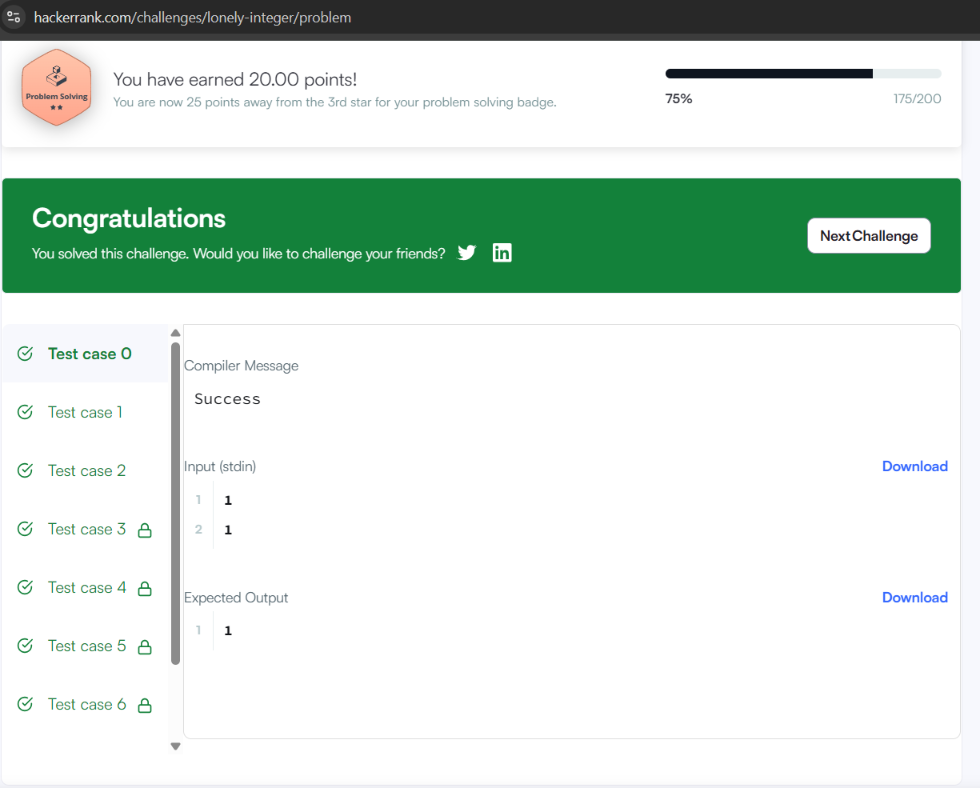 hackerrank.com/challenges/lonely-integer/problem
Problem Solving
You have earned 20.00 points!
You are now 25 points away from the 3rd star for your problem solving badge.
75%
175/200
Congratulations
You solved this challenge. Would you like to challenge your friends?
Next Challenge
Test case 0
Test case 1
Test case 2
Test case 3
Test case 4
Test case 5
Test case 6
Compiler Message
Success
Input (stdin)
Download
1 1
2 1
Expected Output
Download
1 1